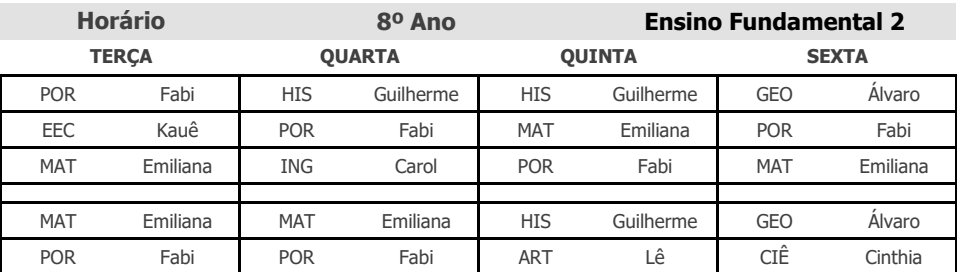 Horário 8º Ano Ensino Fundamental 2
TERÇA QUARTA QUINTA SEXTA
POR Fabi HIS Guilherme HIS Guilherme GEO Álvaro
EEC Kauê POR Fabi MAT Emiliana POR Fabi
MAT Emiliana ING Carol POR Fabi MAT Emiliana
MAT Emiliana MAT Emiliana HIS Guilherme GEO Álvaro
POR Fabi POR Fabi ART Lê CIÊ Cinthia